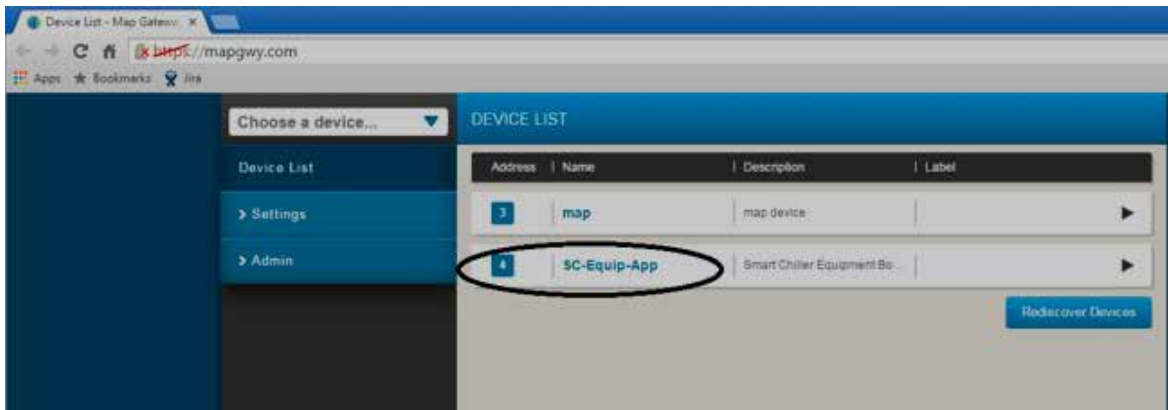 Device List - Map Gatew
https://mapgwy.com
Apps Bookmarks Jira
Choose a device...
DEVICE LIST
Device List
Address Name Description Label
> Settings
3 map map device
> Admin
4 SC-Equip-App Smart Chiller Equipment Bo...
Rediscover Devices